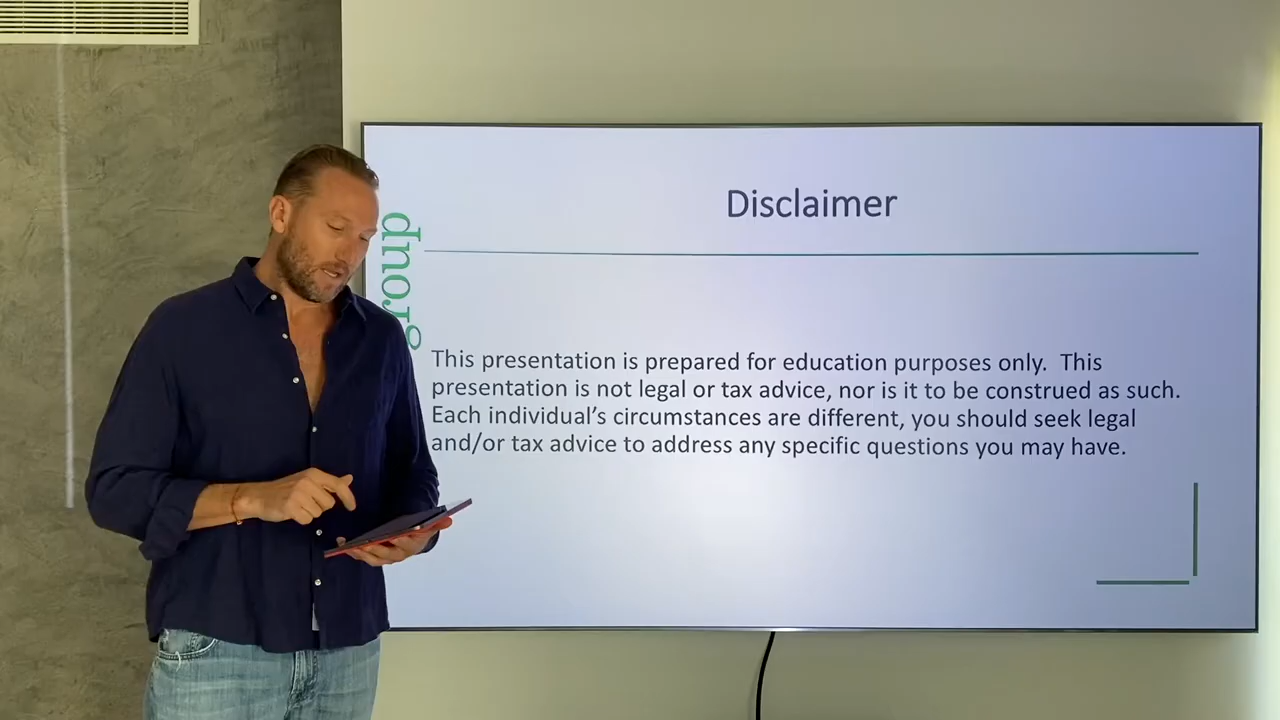 Disclaimer
group
This presentation is prepared for education purposes only. This
presentation is not legal or tax advice, nor is it to be construed as such.
Each individual’s circumstances are different, you should seek legal
and/or tax advice to address any specific questions you may have.